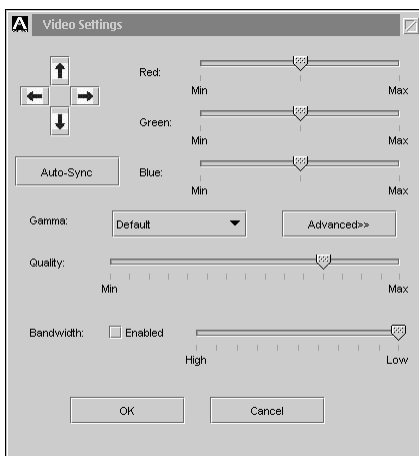 Video Settings
Red:
Min Max
Green:
Min Max
Auto-Sync Blue:
Min Max
Gamma: Default Advanced>>
Quality:
Min Max
Bandwidth: Enabled
High Low
OK Cancel